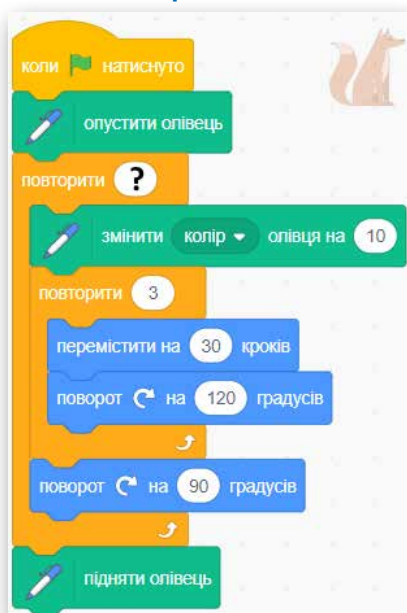 коли натиснуто
опустити олівець
повторити ?
змінити колір олівця на 10
повторити 3
перемістити на 30 кроків
поворот на 120 градусів
поворот на 90 градусів
підняти олівець